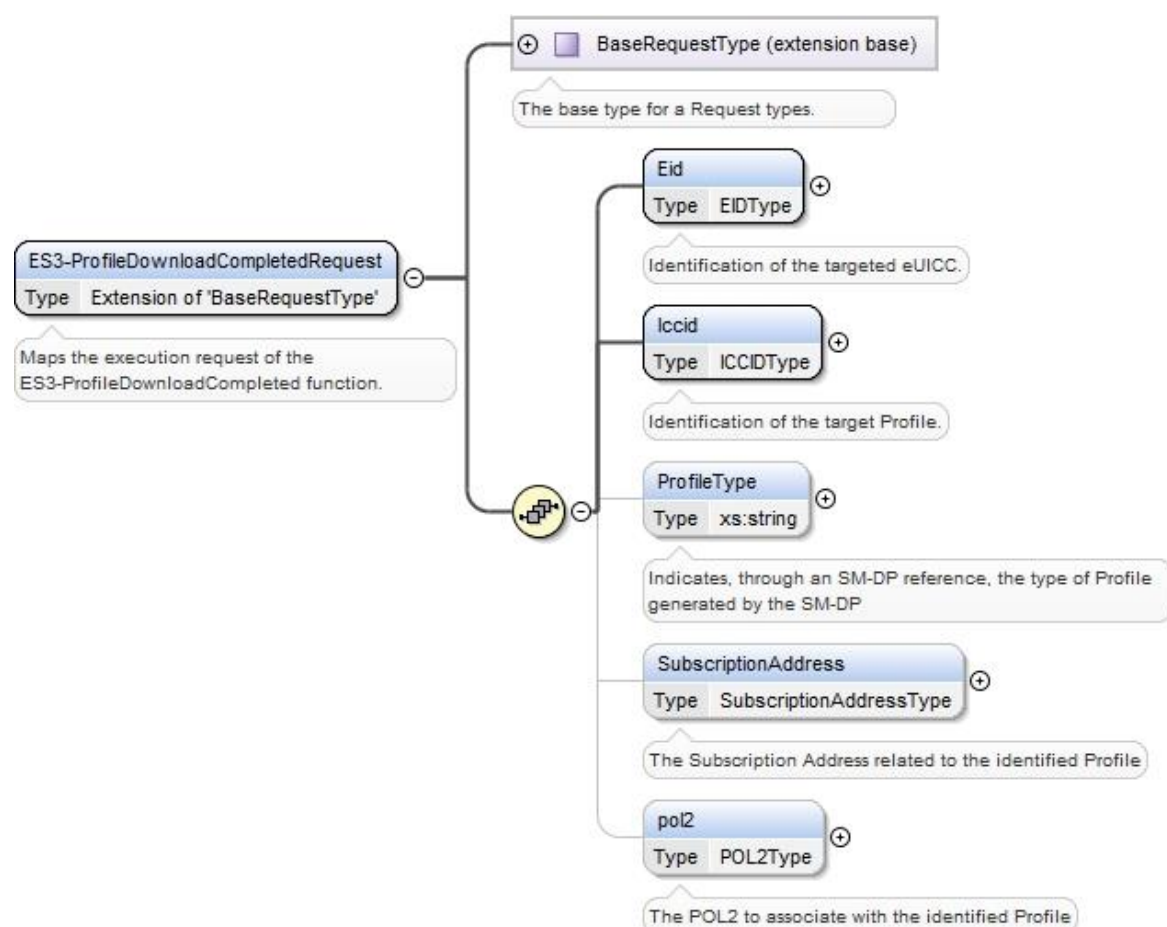 BaseRequestType (extension base)
The base type for a Request types.
Eid
Type EIDType
Identification of the targeted eUICC.
ES3-ProfileDownloadCompletedRequest
Type Extension of 'BaseRequestType'
Maps the execution request of the
ES3-ProfileDownloadCompleted function.
Iccid
Type ICCIDType
Identification of the target Profile.
ProfileType
Type xs:string
Indicates, through an SM-DP reference, the type of Profile
generated by the SM-DP
SubscriptionAddress
Type SubscriptionAddressType
The Subscription Address related to the identified Profile
pol2
Type POL2Type
The POL2 to associate with the identified Profile